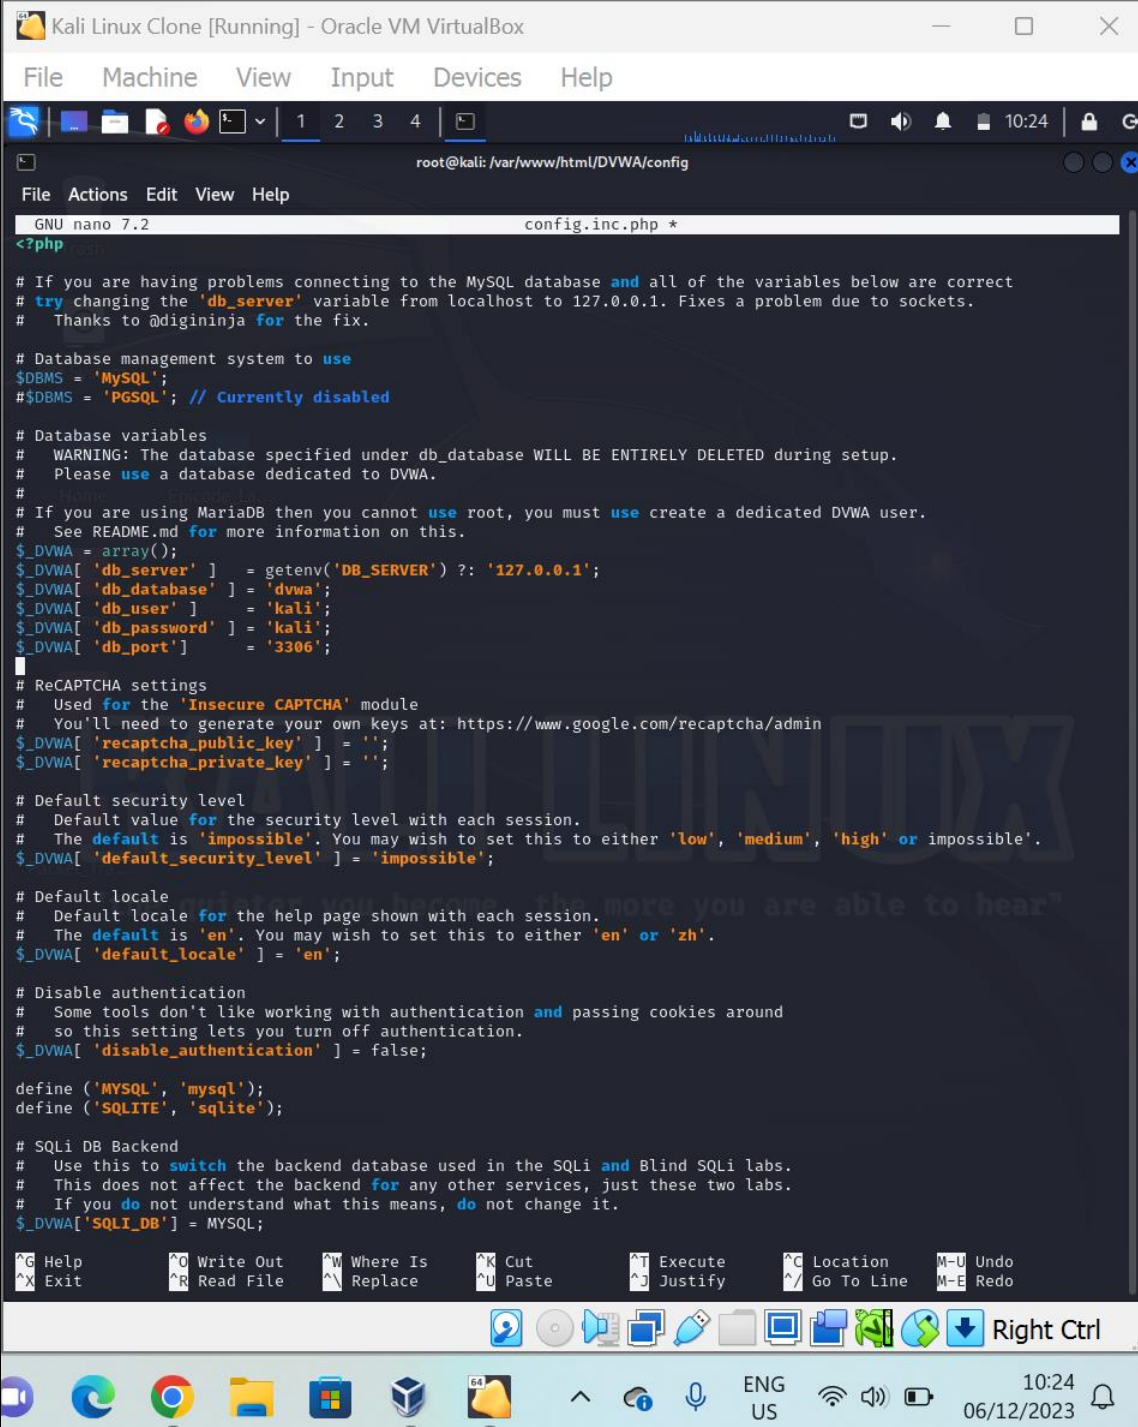 Kali Linux Clone [Running] - Oracle VM VirtualBox
File Machine View Input Devices Help
1 2 3 4 10:24
root@kali: /var/www/html/DVWA/config
File Actions Edit View Help
GNU nano 7.2 config.inc.php *
<?php
# If you are having problems connecting to the MySQL database and all of the variables below are correct
# try changing the 'db_server' variable from localhost to 127.0.0.1. Fixes a problem due to sockets.
#   Thanks to @digininja for the fix.
# Database management system to use
$DBMS = 'MySQL';
#$DBMS = 'PGSQL'; // Currently disabled
# Database variables
#   WARNING: The database specified under db_database WILL BE ENTIRELY DELETED during setup.
#   Please use a database dedicated to DVWA.
#
# If you are using MariaDB then you cannot use root, you must use create a dedicated DVWA user.
#   See README.md for more information on this.
$_DVWA = array();
$_DVWA[ 'db_server' ]   = getenv('DB_SERVER') ?: '127.0.0.1';
$_DVWA[ 'db_database' ] = 'dvwa';
$_DVWA[ 'db_user' ]     = 'kali';
$_DVWA[ 'db_password' ] = 'kali';
$_DVWA[ 'db_port']      = '3306';
# ReCAPTCHA settings
#   Used for the 'Insecure CAPTCHA' module
#   You'll need to generate your own keys at: https://www.google.com/recaptcha/admin
$_DVWA[ 'recaptcha_public_key' ]  = '';
$_DVWA[ 'recaptcha_private_key' ] = '';
# Default security level
#   Default value for the security level with each session.
#   The default is 'impossible'. You may wish to set this to either 'low', 'medium', 'high' or impossible'.
$_DVWA[ 'default_security_level' ] = 'impossible';
# Default locale
#   Default locale for the help page shown with each session.
#   The default is 'en'. You may wish to set this to either 'en' or 'zh'.
$_DVWA[ 'default_locale' ] = 'en';
# Disable authentication
#   Some tools don't like working with authentication and passing cookies around
#   so this setting lets you turn off authentication.
$_DVWA[ 'disable_authentication' ] = false;
define ('MYSQL', 'mysql');
define ('SQLITE', 'sqlite');
# SQLi DB Backend
#   Use this to switch the backend database used in the SQLi and Blind SQLi labs.
#   This does not affect the backend for any other services, just these two labs.
#   If you do not understand what this means, do not change it.
$_DVWA['SQLI_DB'] = MYSQL;
^G Help ^O Write Out ^W Where Is ^K Cut ^T Execute ^C Location M-U Undo
^X Exit ^R Read File ^\ Replace ^U Paste ^J Justify ^/ Go To Line M-E Redo
Right Ctrl
64
ENG
US
10:24
06/12/2023